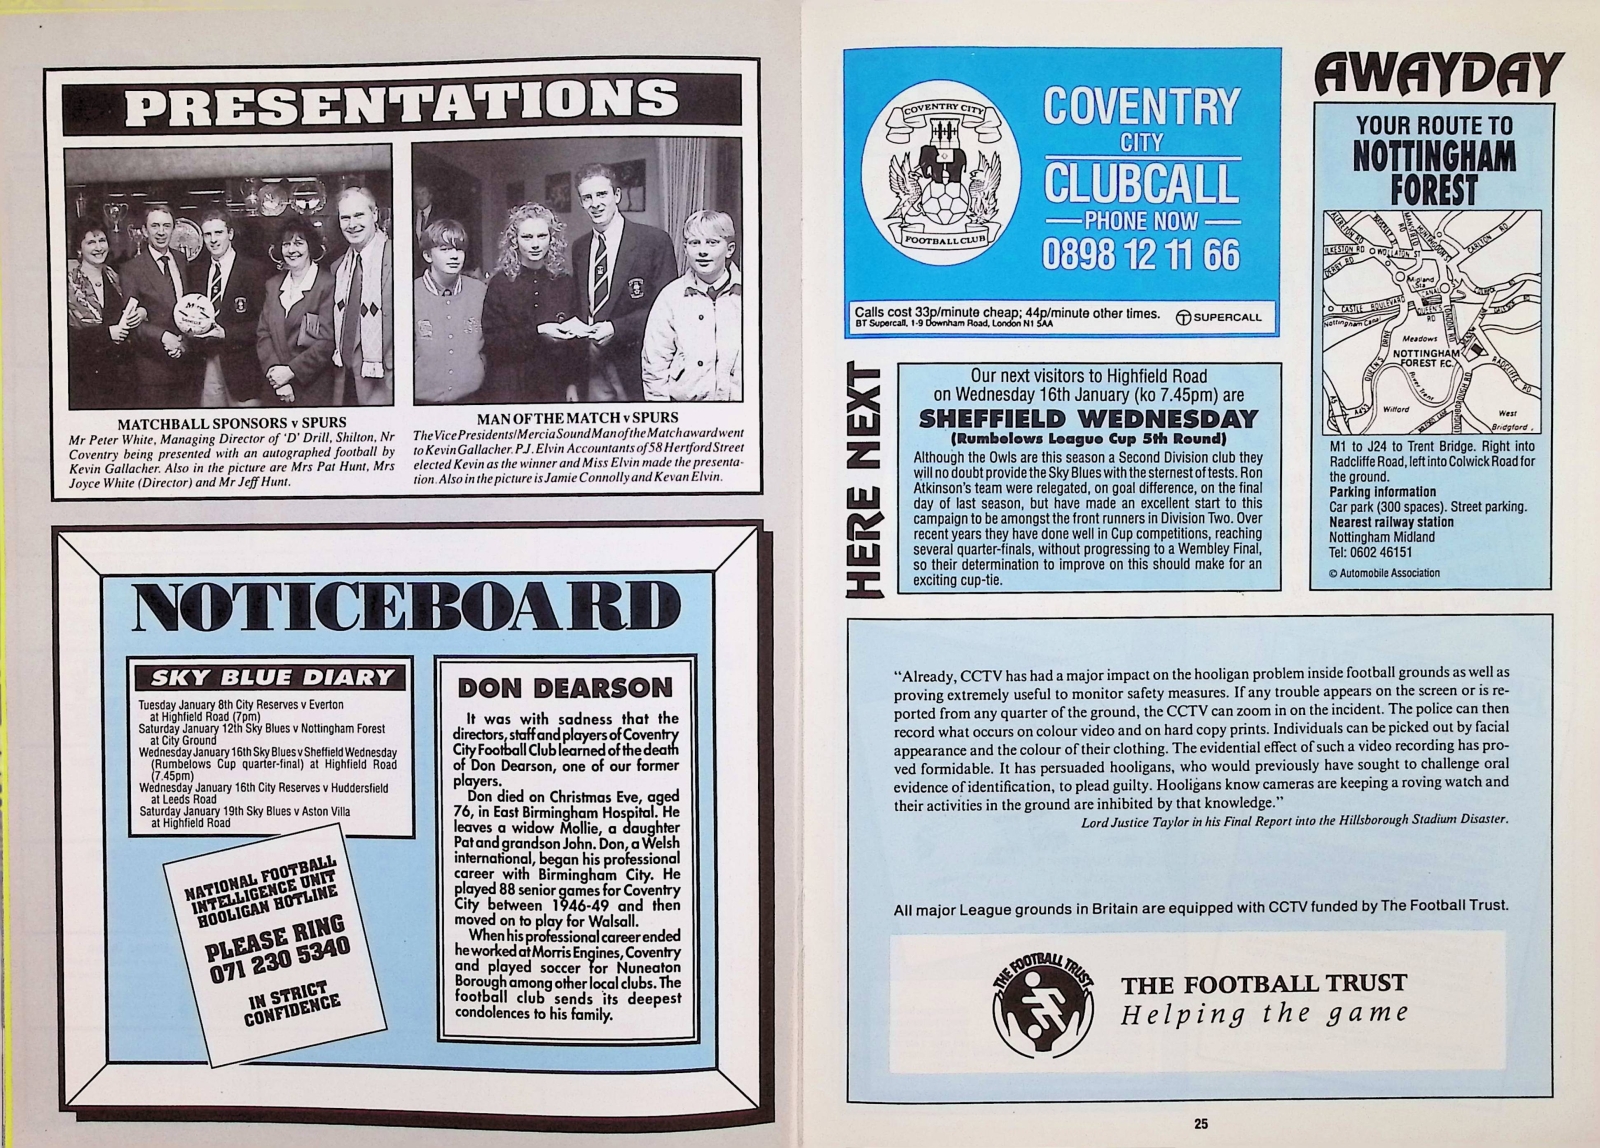 PRESENTATIONS
MATCHBALL SPONSORS v SPURS
Mr Peter White, Managing Director of 'D' Drill, Shilton, Nr
Coventry being presented with an autographed football by
Kevin Gallacher. Also in the picture are Mrs Pat Hunt, Mrs
Joyce White (Director) and Mr Jeff Hunt.
MAN OF THE MATCH v SPURS
The Vice Presidents/Mercia Sound Man of the Match award went
to Kevin Gallacher. P.J. Elvin Accountants of 58 Hertford Street
elected Kevin as the winner and Miss Elvin made the presenta-
tion. Also in the picture is Jamie Connolly and Kevan Elvin.
NOTICEBOARD
SKY BLUE DIARY
Tuesday January 8th City Reserves v Everton
at Highfield Road (7pm)
Saturday January 12th Sky Blues v Nottingham Forest
at City Ground
Wednesday January 16th Sky Blues v Sheffield Wednesday
(Rumbelows Cup quarter-final) at Highfield Road
(7.45pm)
Wednesday January 16th City Reserves v Huddersfield
at Leeds Road
Saturday January 19th Sky Blues v Aston Villa
at Highfield Road
NATIONAL FOOTBALL
INTELLIGENCE UNIT
HOOLIGAN HOTLINE
PLEASE RING
071 230 5340
IN STRICT
CONFIDENCE
DON DEARSON
It was with sadness that the
directors, staff and players of Coventry
City Football Club learned of the death
of Don Dearson, one of our former
players.
Don died on Christmas Eve, aged
76, in East Birmingham Hospital. He
leaves a widow Mollie, a daughter
Pat and grandson John. Don, a Welsh
international, began his professional
career with Birmingham City. He
played 88 senior games for Coventry
City between 1946-49 and then
moved on to play for Walsall.
When his professional career ended
he worked at Morris Engines, Coventry
and played soccer for Nuneaton
Borough among other local clubs. The
football club sends its deepest
condolences to his family.
COVENTRY CITY
FOOTBALL CLUB
COVENTRY
CITY
CLUBCALL
PHONE NOW
0898 12 11 66
Calls cost 33p/minute cheap; 44p/minute other times.
BT Supercall, 1-9 Downham Road, London N1 5AA
SUPERCALL
HERE NEXT
Our next visitors to Highfield Road
on Wednesday 16th January (ko 7.45pm) are
SHEFFIELD WEDNESDAY
(Rumbelows League Cup 5th Round)
Although the Owls are this season a Second Division club they
will no doubt provide the Sky Blues with the sternest of tests. Ron
Atkinson's team were relegated, on goal difference, on the final
day of last season, but have made an excellent start to this
campaign to be amongst the front runners in Division Two. Over
recent years they have done well in Cup competitions, reaching
several quarter-finals, without progressing to a Wembley Final,
so their determination to improve on this should make for an
exciting cup-tie.
AWAYDAY
YOUR ROUTE TO
NOTTINGHAM
FOREST
ILKESTON RD
WOLLATON ST
CARLTON RD
DERBY RD
Midland
Sta
CANAL
CASTLE BOULEVARD
QUEEN'S
RD
Nottingham Canal
Meadows
NOTTINGHAM
FOREST F.C.
RADCLIFFE RD
River Trent
Wilford
West
Bridgford
M1 to J24 to Trent Bridge. Right into
Radcliffe Road, left into Colwick Road for
the ground.
Parking information
Car park (300 spaces). Street parking.
Nearest railway station
Nottingham Midland
Tel: 0602 46151
© Automobile Association
"Already, CCTV has had a major impact on the hooligan problem inside football grounds as well as
proving extremely useful to monitor safety measures. If any trouble appears on the screen or is re-
ported from any quarter of the ground, the CCTV can zoom in on the incident. The police can then
record what occurs on colour video and on hard copy prints. Individuals can be picked out by facial
appearance and the colour of their clothing. The evidential effect of such a video recording has pro-
ved formidable. It has persuaded hooligans, who would previously have sought to challenge oral
evidence of identification, to plead guilty. Hooligans know cameras are keeping a roving watch and
their activities in the ground are inhibited by that knowledge."
Lord Justice Taylor in his Final Report into the Hillsborough Stadium Disaster.
All major League grounds in Britain are equipped with CCTV funded by The Football Trust.
THE FOOTBALL TRUST
THE FOOTBALL TRUST
Helping the game
25